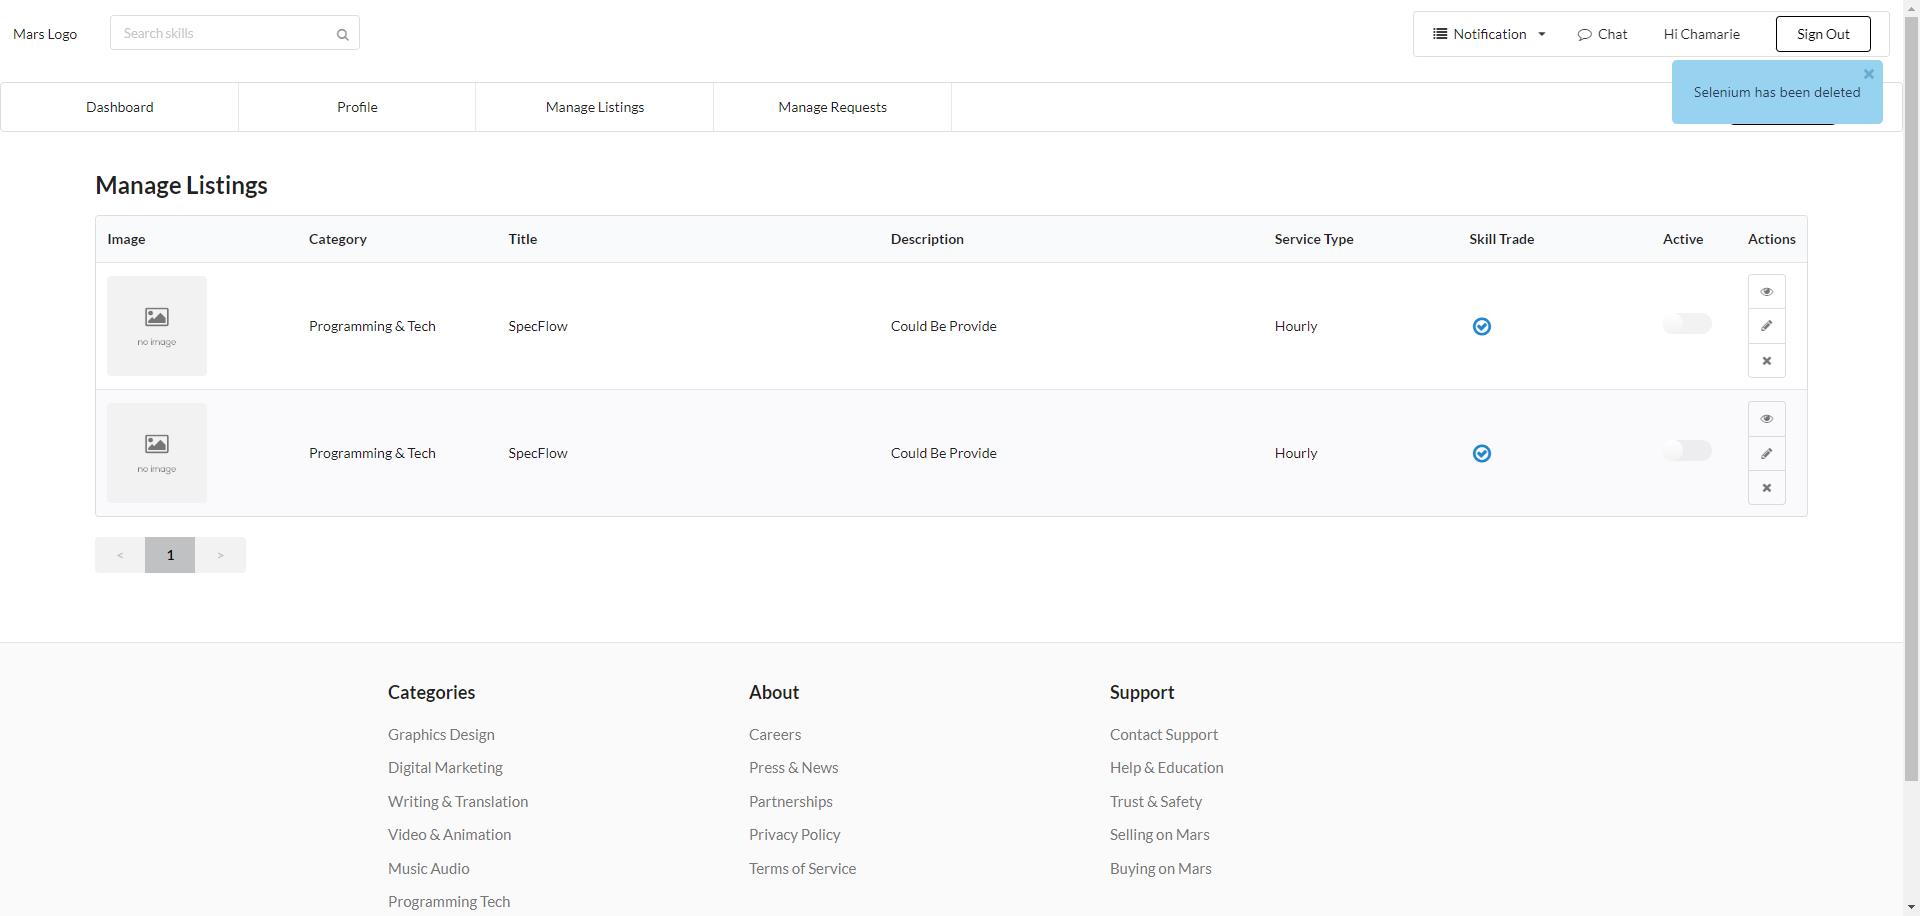 Mars Logo
Search skills
Notification
Chat
Hi Chamarie
Sign Out
Selenium has been deleted
Dashboard
Profile
Manage Listings
Manage Requests
Manage Listings
Image Category Title Description Service Type Skill Trade Active Actions
no image
Programming & Tech SpecFlow Could Be Provide Hourly
no image
Programming & Tech SpecFlow Could Be Provide Hourly
< 1 >
Categories
Graphics Design
Digital Marketing
Writing & Translation
Video & Animation
Music Audio
Programming Tech
About
Careers
Press & News
Partnerships
Privacy Policy
Terms of Service
Support
Contact Support
Help & Education
Trust & Safety
Selling on Mars
Buying on Mars